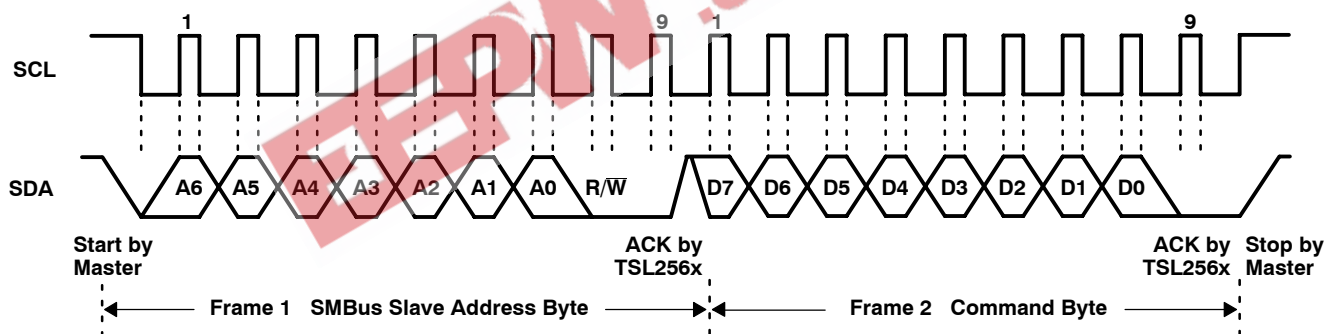 1 9 1 9
SCL
SDA A6 A5 A4 A3 A2 A1 A0 R/W̅ D7 D6 D5 D4 D3 D2 D1 D0
Start by Master
ACK by TSL256x
ACK by TSL256x
Stop by Master
Frame 1 SMBus Slave Address Byte
Frame 2 Command Byte
EEPW